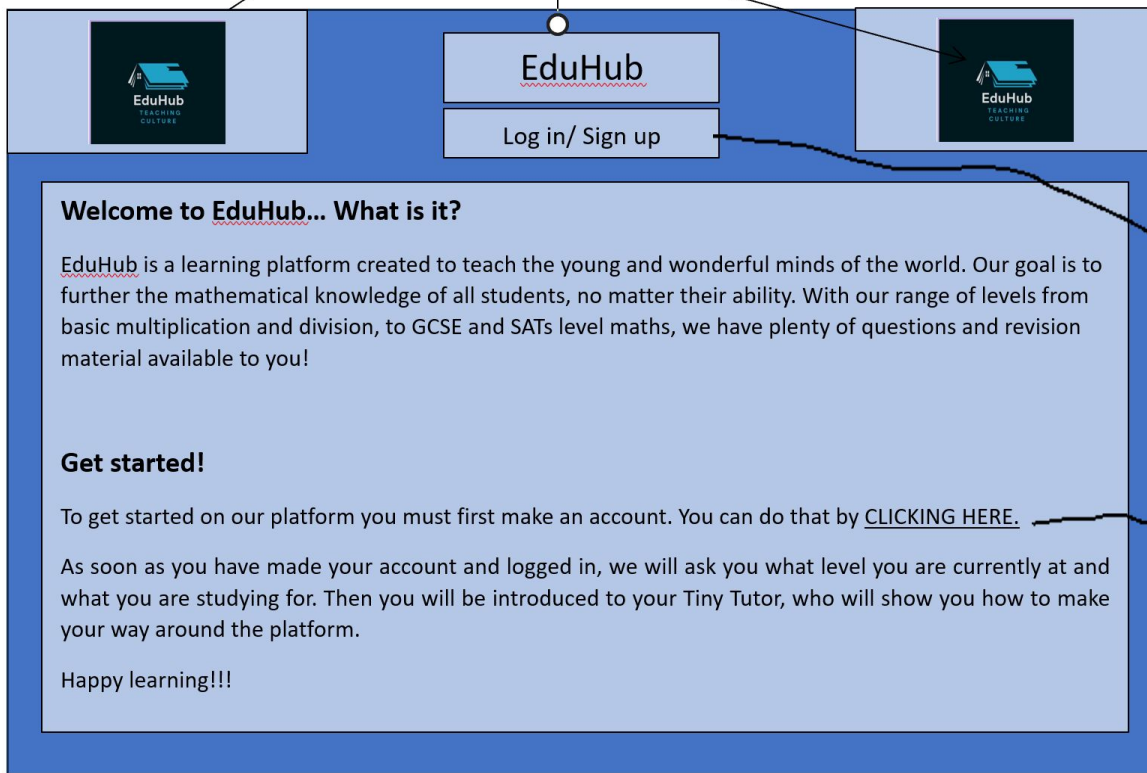 EduHub
TEACHING
CULTURE
EduHub
Log in/ Sign up
EduHub
TEACHING
CULTURE
Welcome to EduHub... What is it?
EduHub is a learning platform created to teach the young and wonderful minds of the world. Our goal is to
further the mathematical knowledge of all students, no matter their ability. With our range of levels from
basic multiplication and division, to GCSE and SATs level maths, we have plenty of questions and revision
material available to you!
Get started!
To get started on our platform you must first make an account. You can do that by CLICKING HERE.
As soon as you have made your account and logged in, we will ask you what level you are currently at and
what you are studying for. Then you will be introduced to your Tiny Tutor, who will show you how to make
your way around the platform.
Happy learning!!!